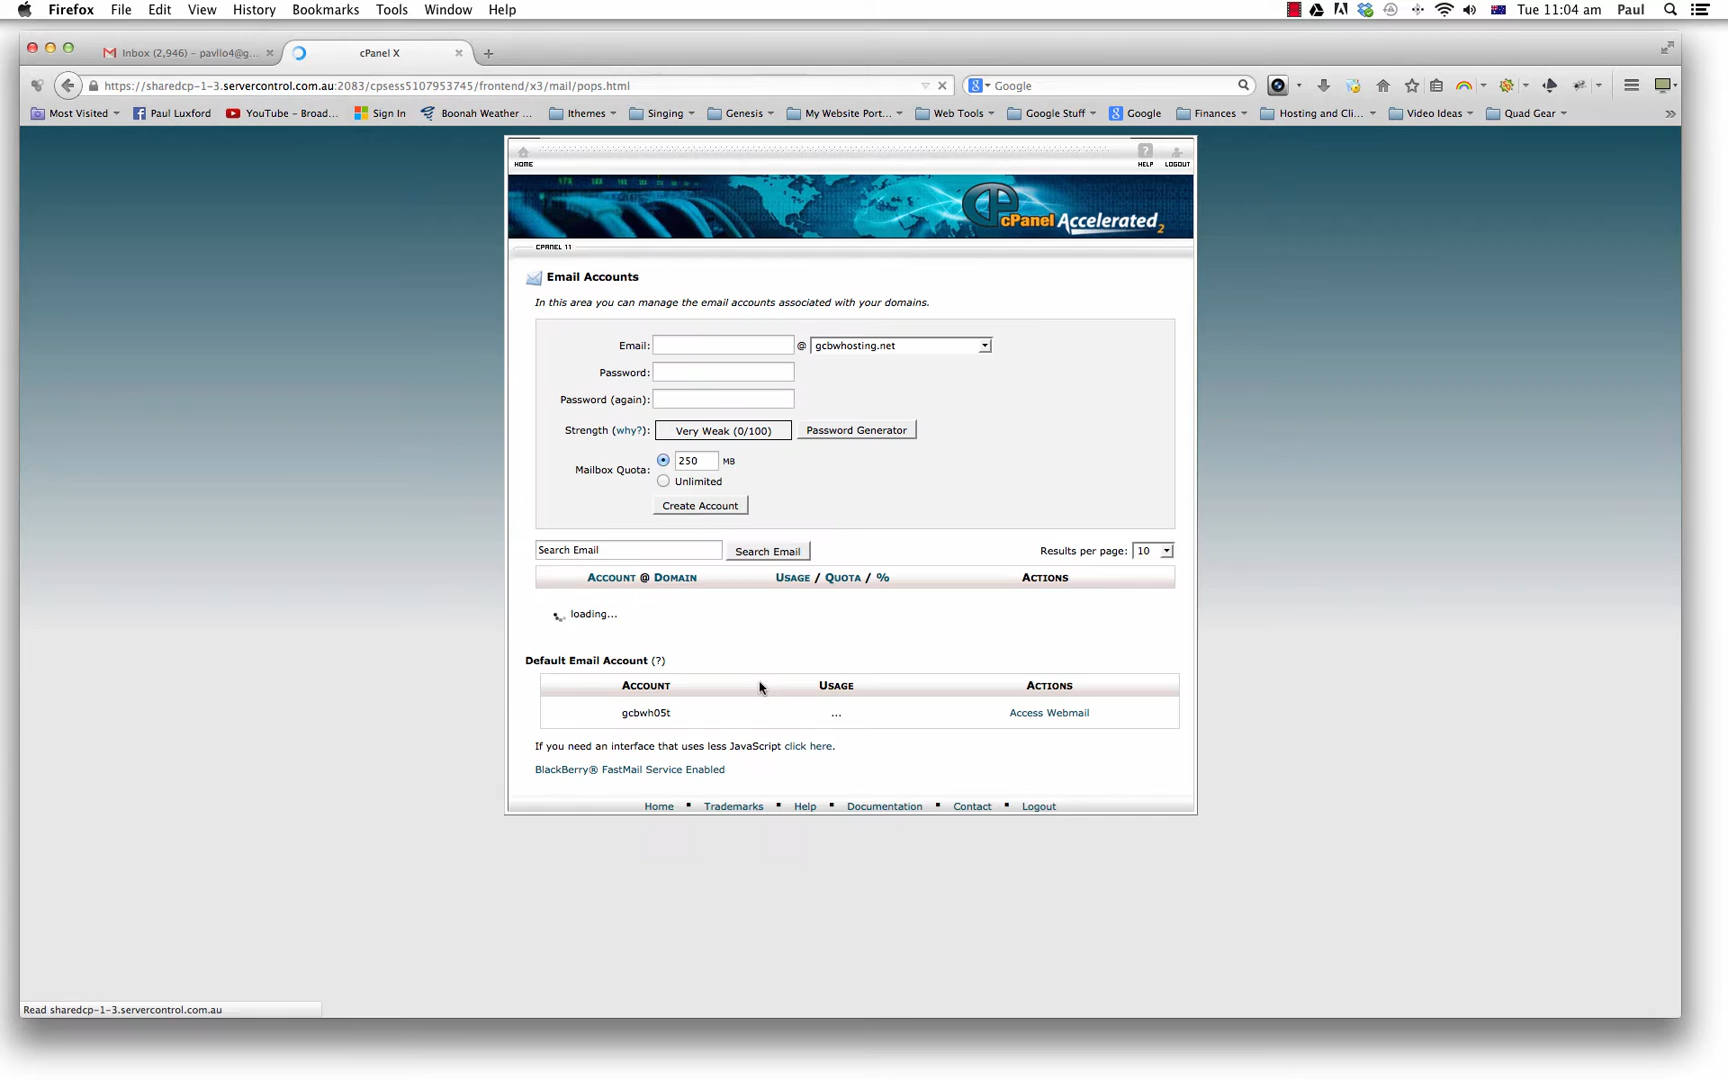 Firefox File Edit View History Bookmarks Tools Window Help Tue 11:04 am Paul
Inbox (2,946) – pavllo4@g... cPanel X
https://sharedcp-1-3.servercontrol.com.au:2083/cpsess5107953745/frontend/x3/mail/pops.html Google
Most Visited Paul Luxford YouTube – Broad... Sign In Boonah Weather ... Ithemes Singing Genesis My Website Port... Web Tools Google Stuff Google Finances Hosting and Cli... Video Ideas Quad Gear
HOME HELP LOGOUT
cPanel Accelerated2
CPANEL 11
Email Accounts
In this area you can manage the email accounts associated with your domains.
Email: @ gcbwhosting.net
Password:
Password (again):
Strength (why?): Very Weak (0/100) Password Generator
Mailbox Quota: 250 MB
Unlimited
Create Account
Search Email Search Email Results per page: 10
ACCOUNT @ DOMAIN USAGE / QUOTA / % ACTIONS
loading...
Default Email Account (?)
ACCOUNT USAGE ACTIONS
gcbwh05t ... Access Webmail
If you need an interface that uses less JavaScript click here.
BlackBerry® FastMail Service Enabled
Home Trademarks Help Documentation Contact Logout
Read sharedcp-1-3.servercontrol.com.au